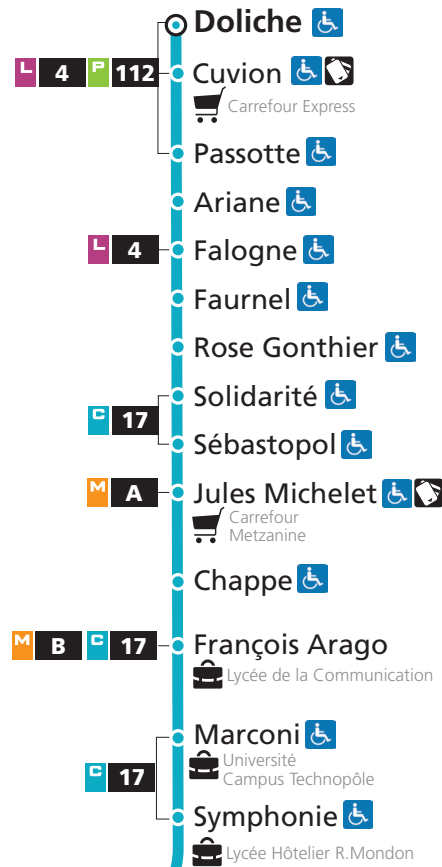 Doliche
L 4 P 112 Cuvion
Carrefour Express
Passotte
Ariane
L 4 Falogne
Faurnel
Rose Gonthier
Solidarité
C 17
Sébastopol
M A Jules Michelet
Carrefour
Metzanine
Chappe
M B C 17 François Arago
Lycée de la Communication
Marconi
Université
Campus Technopôle
C 17
Symphonie
Lycée Hôtelier R.Mondon